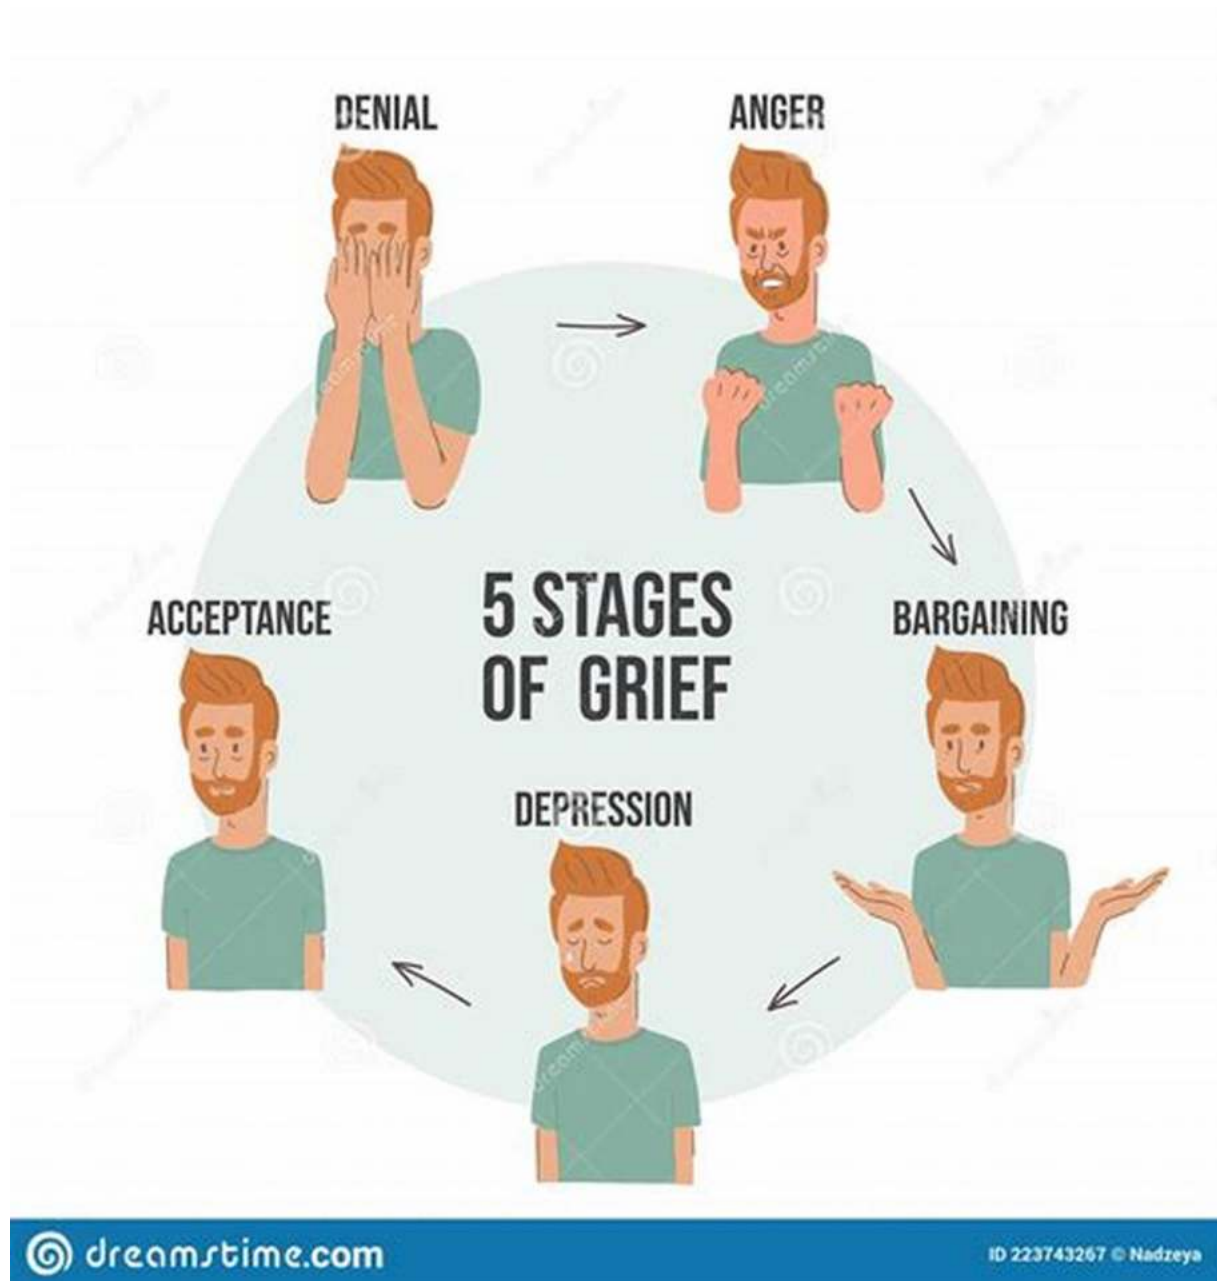 DENIAL
ANGER
5 STAGES
OF GRIEF
ACCEPTANCE
BARGAINING
DEPRESSION
dreamstime.com
ID 223743267 © Nadzeya